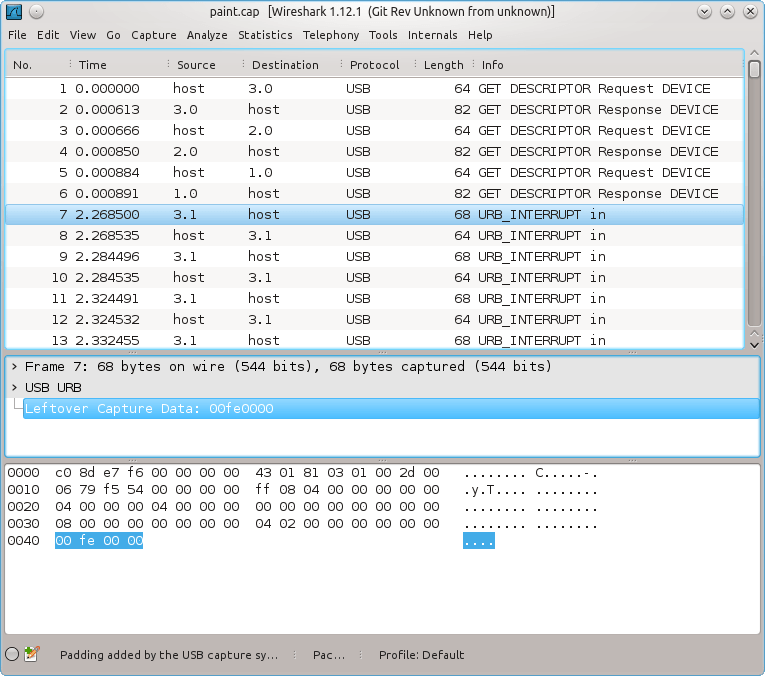 paint.cap [Wireshark 1.12.1 (Git Rev Unknown from unknown)]
File Edit View Go Capture Analyze Statistics Telephony Tools Internals Help
No. Time Source Destination Protocol Length Info
1 0.000000 host 3.0 USB 64 GET DESCRIPTOR Request DEVICE
2 0.000613 3.0 host USB 82 GET DESCRIPTOR Response DEVICE
3 0.000666 host 2.0 USB 64 GET DESCRIPTOR Request DEVICE
4 0.000850 2.0 host USB 82 GET DESCRIPTOR Response DEVICE
5 0.000884 host 1.0 USB 64 GET DESCRIPTOR Request DEVICE
6 0.000891 1.0 host USB 82 GET DESCRIPTOR Response DEVICE
7 2.268500 3.1 host USB 68 URB_INTERRUPT in
8 2.268535 host 3.1 USB 64 URB_INTERRUPT in
9 2.284496 3.1 host USB 68 URB_INTERRUPT in
10 2.284535 host 3.1 USB 64 URB_INTERRUPT in
11 2.324491 3.1 host USB 68 URB_INTERRUPT in
12 2.324532 host 3.1 USB 64 URB_INTERRUPT in
13 2.332455 3.1 host USB 68 URB_INTERRUPT in
Frame 7: 68 bytes on wire (544 bits), 68 bytes captured (544 bits)
USB URB
Leftover Capture Data: 00fe0000
0000 c0 8d e7 f6 00 00 00 00 43 01 81 03 01 00 2d 00 ........ C.....-.
0010 06 79 f5 54 00 00 00 00 ff 08 04 00 00 00 00 00 .y.T.... ........
0020 04 00 00 00 04 00 00 00 00 00 00 00 00 00 00 00 ........ ........
0030 08 00 00 00 00 00 00 00 04 02 00 00 00 00 00 00 ........ ........
0040 00 fe 00 00 ....
Padding added by the USB capture sy... Pac... Profile: Default